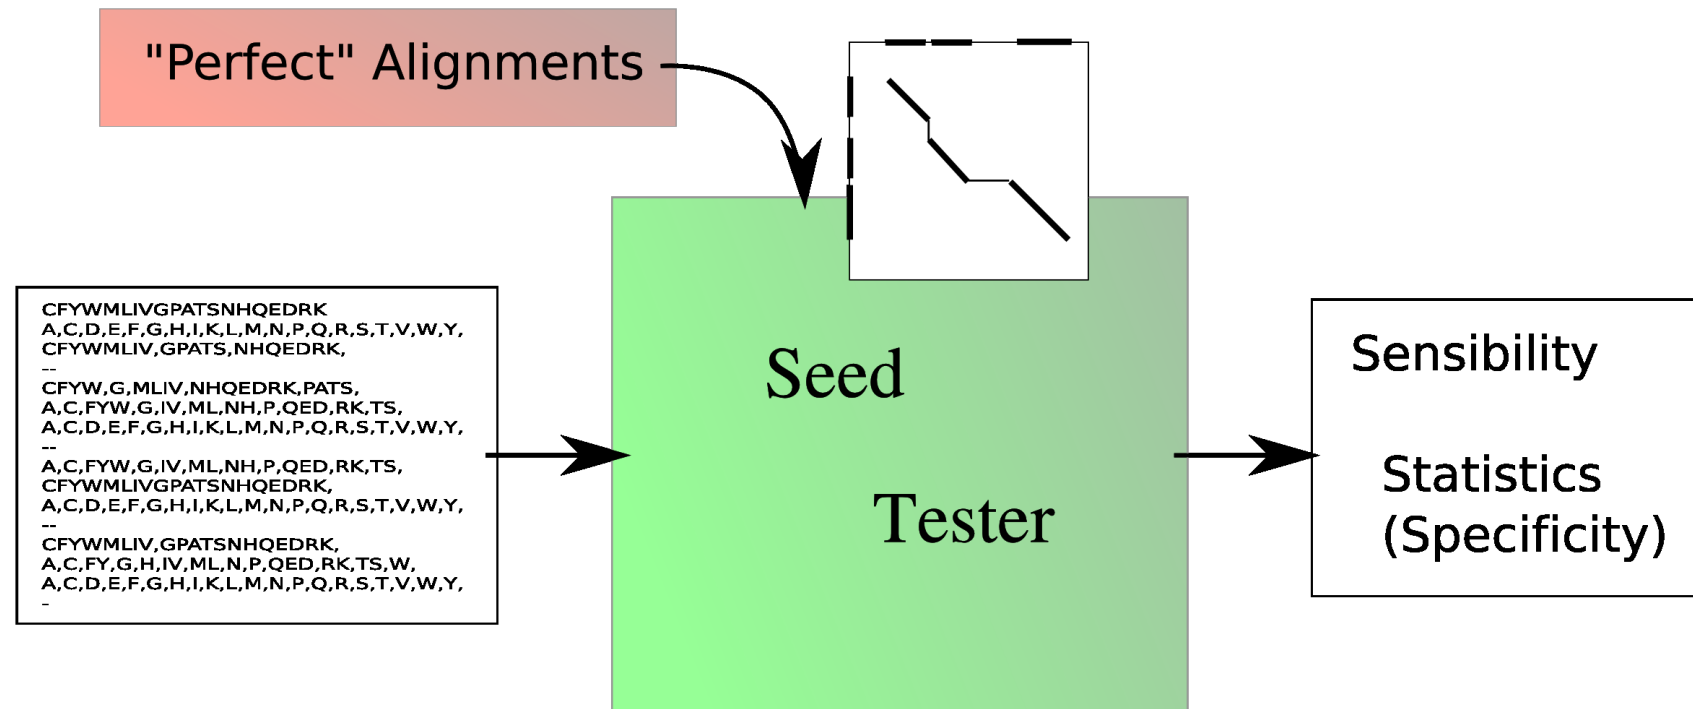 "Perfect" Alignments
CFYWMLIVGPATSNHQEDRK
A,C,D,E,F,G,H,I,K,L,M,N,P,Q,R,S,T,V,W,Y,
CFYWMLIV,GPATS,NHQEDRK,
--
CFYW,G,MLIV,NHQEDRK,PATS,
A,C,FYW,G,IV,ML,NH,P,QED,RK,TS,
A,C,D,E,F,G,H,I,K,L,M,N,P,Q,R,S,T,V,W,Y,
--
A,C,FYW,G,IV,ML,NH,P,QED,RK,TS,
CFYWMLIVGPATSNHQEDRK,
A,C,D,E,F,G,H,I,K,L,M,N,P,Q,R,S,T,V,W,Y,
--
CFYWMLIV,GPATSNHQEDRK,
A,C,FY,G,H,IV,ML,N,P,QED,RK,TS,W,
A,C,D,E,F,G,H,I,K,L,M,N,P,Q,R,S,T,V,W,Y,
-
Seed
Tester
Sensibility
Statistics
(Specificity)